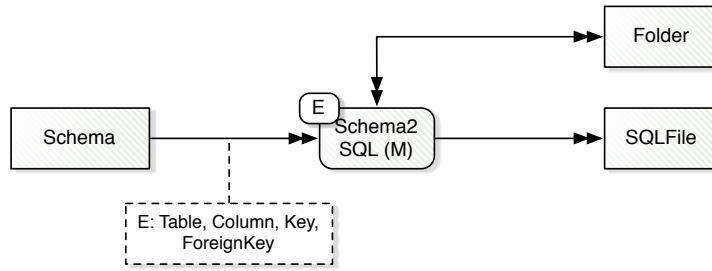 Folder
E
Schema
Schema2
SQL (M)
SQLFile
E: Table, Column, Key,
ForeignKey